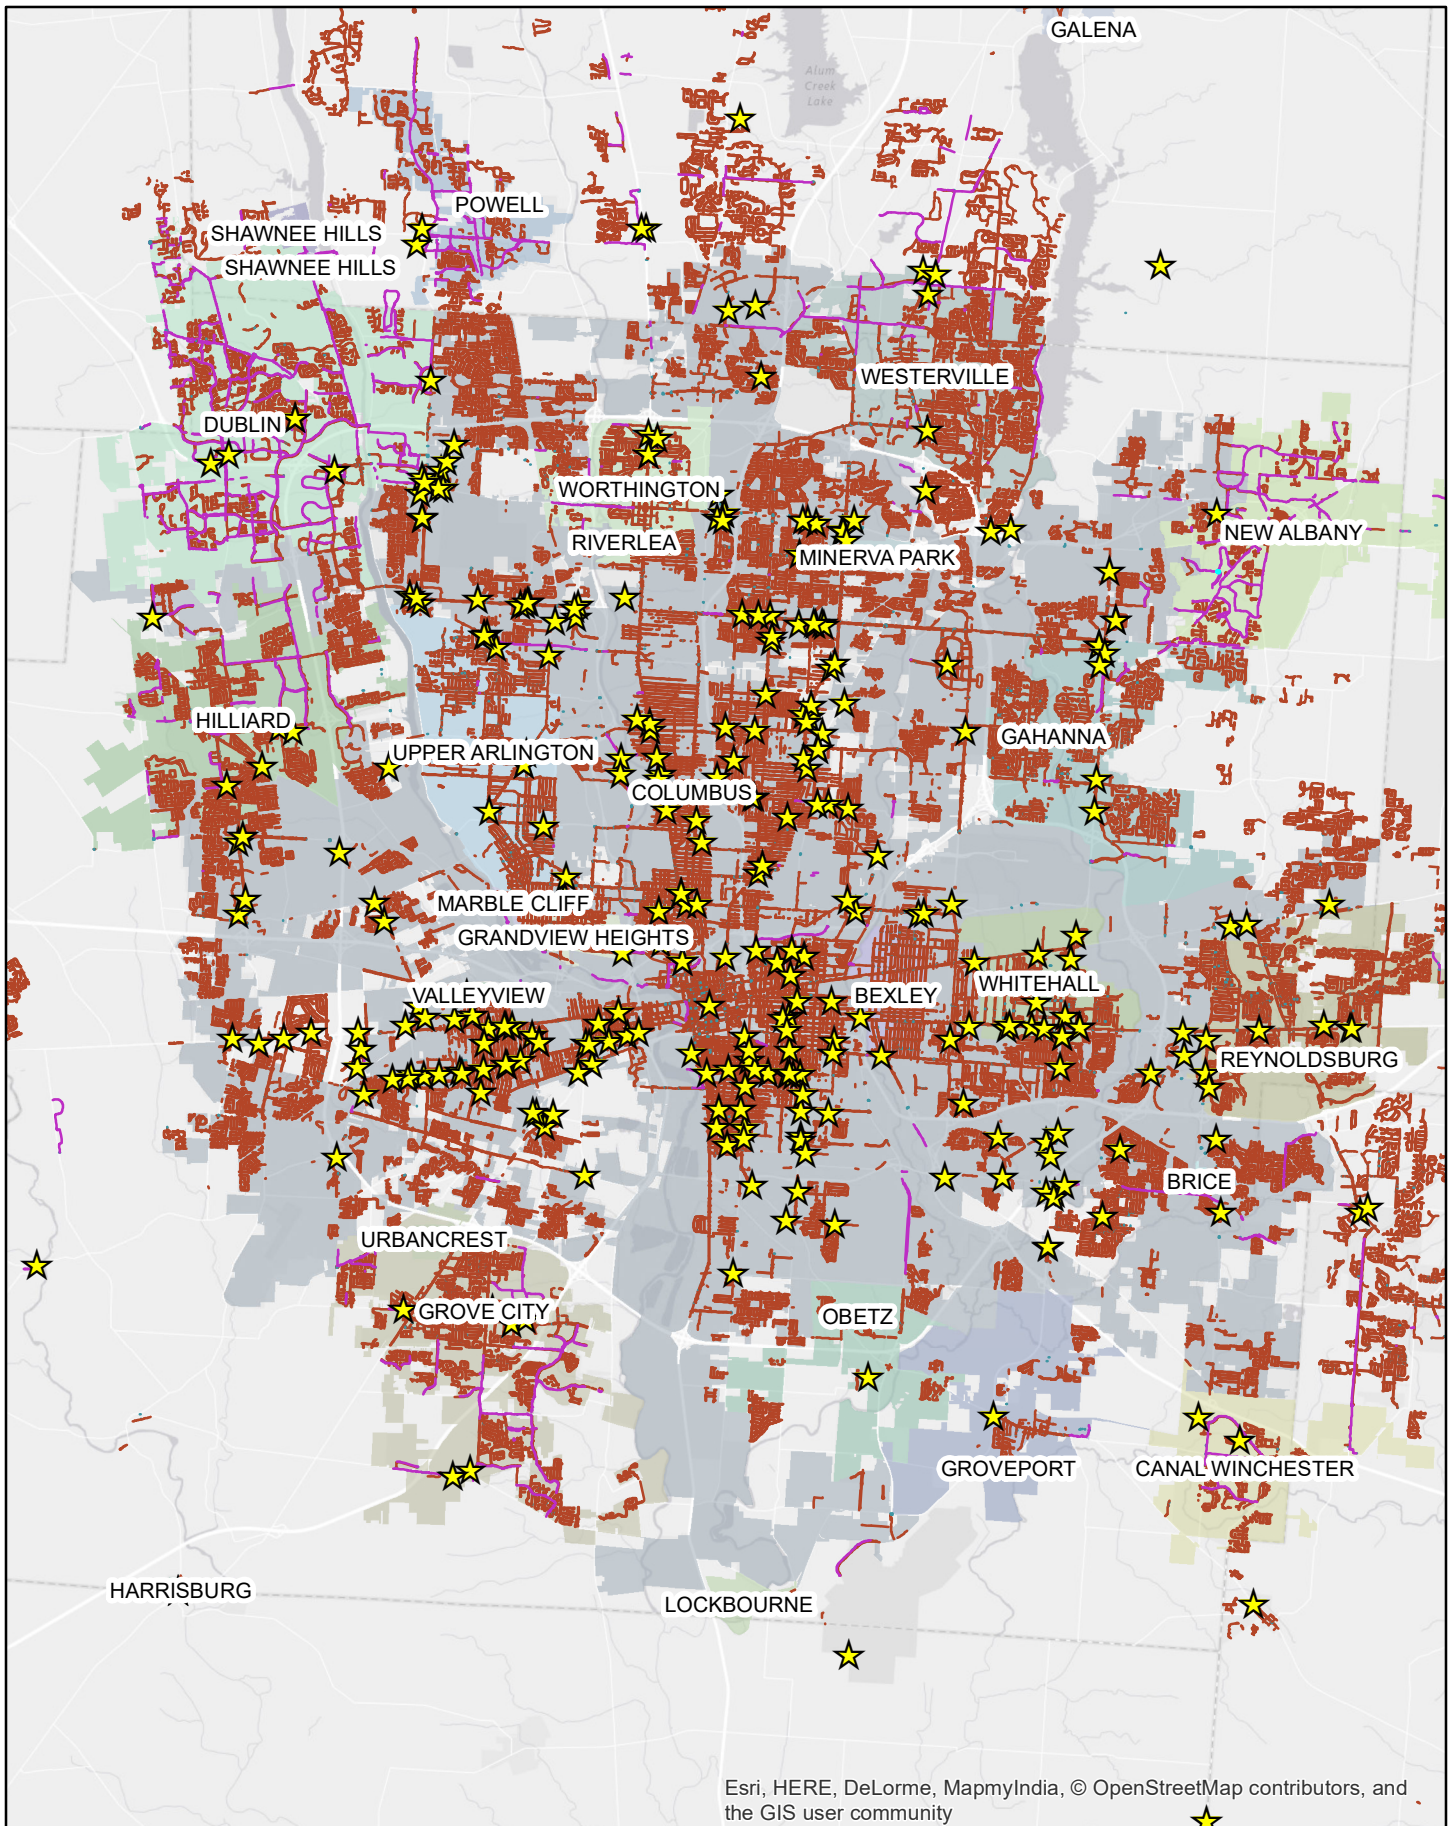 GALENA
Alum
Creek
Lake
POWELL
SHAWNEE HILLS
SHAWNEE HILLS
WESTERVILLE
DUBLIN
WORTHINGTON
NEW ALBANY
RIVERLEA
MINERVA PARK
HILLIARD
GAHANNA
UPPER ARLINGTON
COLUMBUS
MARBLE CLIFF
GRANDVIEW HEIGHTS
WHITEHALL
VALLEYVIEW
BEXLEY
REYNOLDSBURG
BRICE
URBANCREST
GROVE CITY
OBETZ
GROVEPORT
CANAL WINCHESTER
HARRISBURG
LOCKBOURNE
Esri, HERE, DeLorme, MapmyIndia, © OpenStreetMap contributors, and
the GIS user community